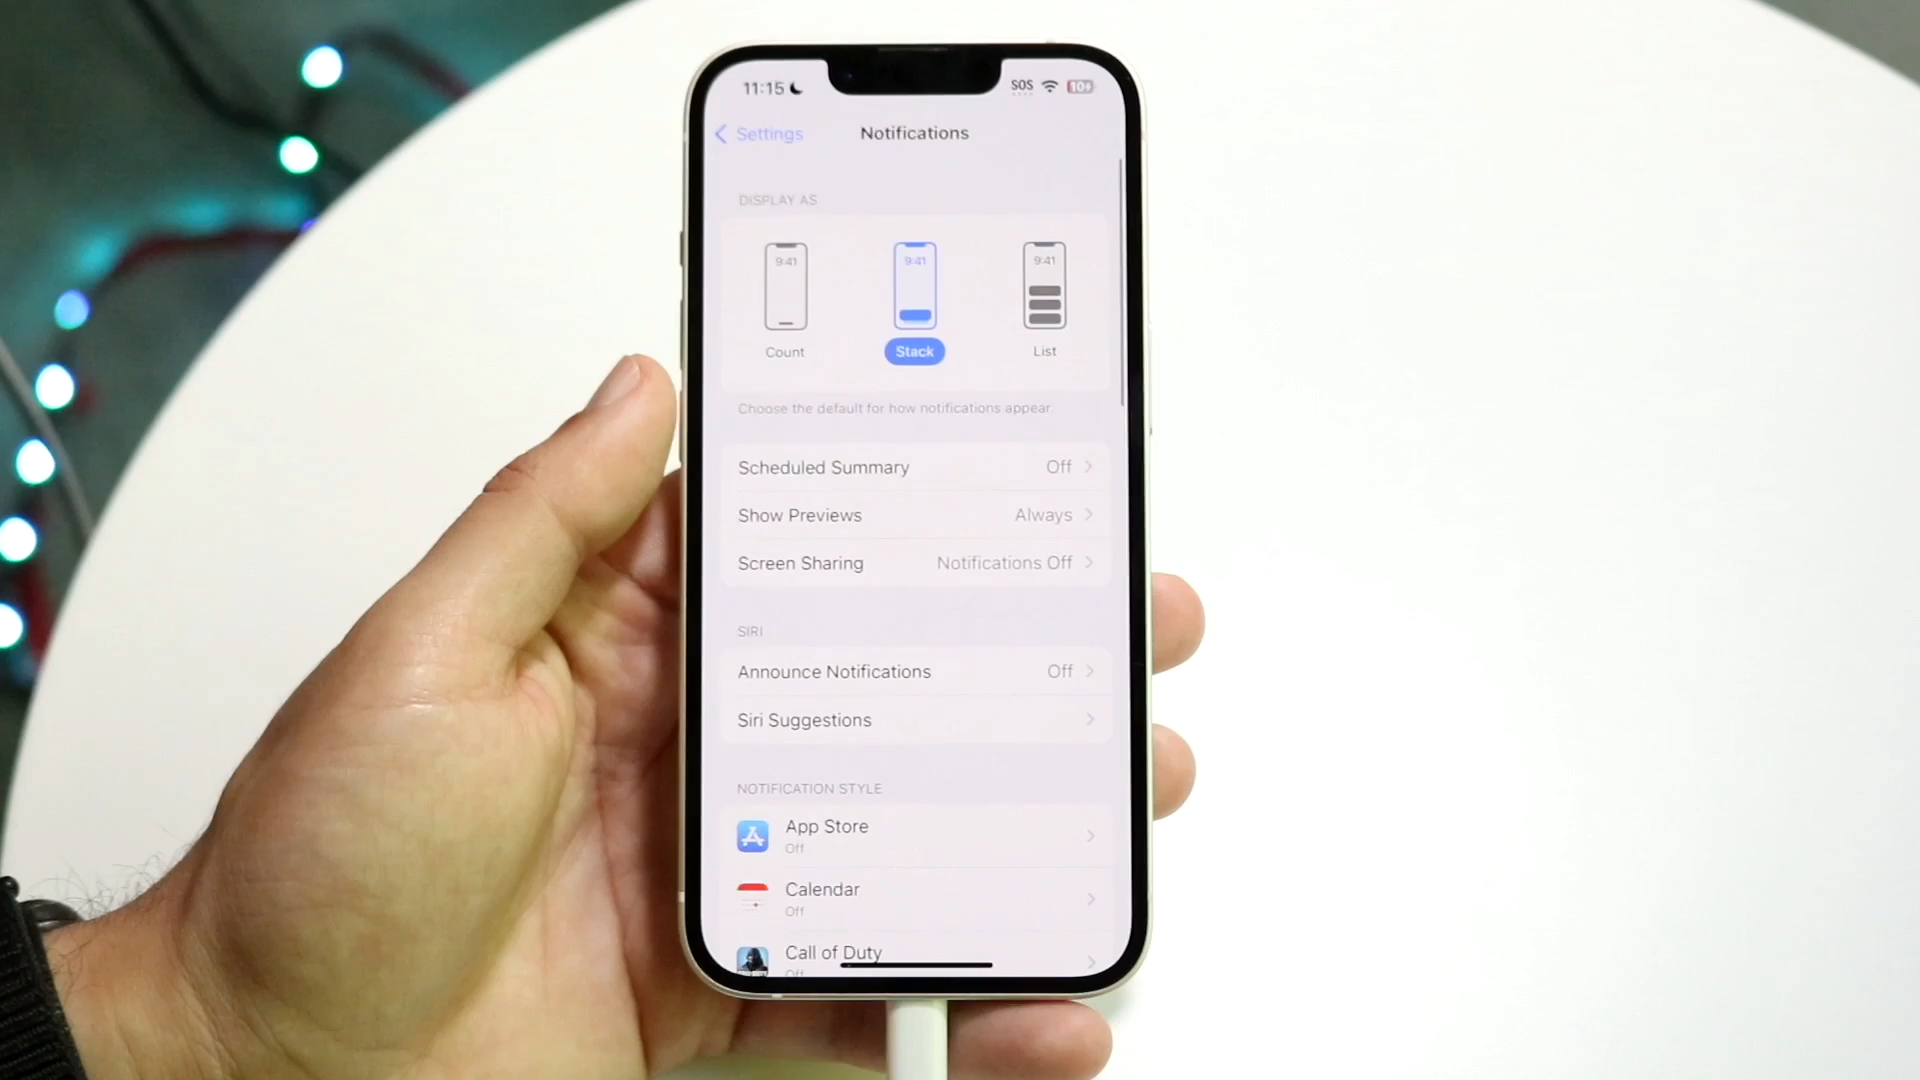 11:15
SOS
10
Settings
Notifications
DISPLAY AS
9:41
9:41
9:41
Count
Stack
List
Choose the default for how notifications appear
Scheduled Summary Off
Show Previews Always
Screen Sharing Notifications Off
SIRI
Announce Notifications Off
Siri Suggestions
NOTIFICATION STYLE
App Store
Off
Calendar
Off
Call of Duty
Off